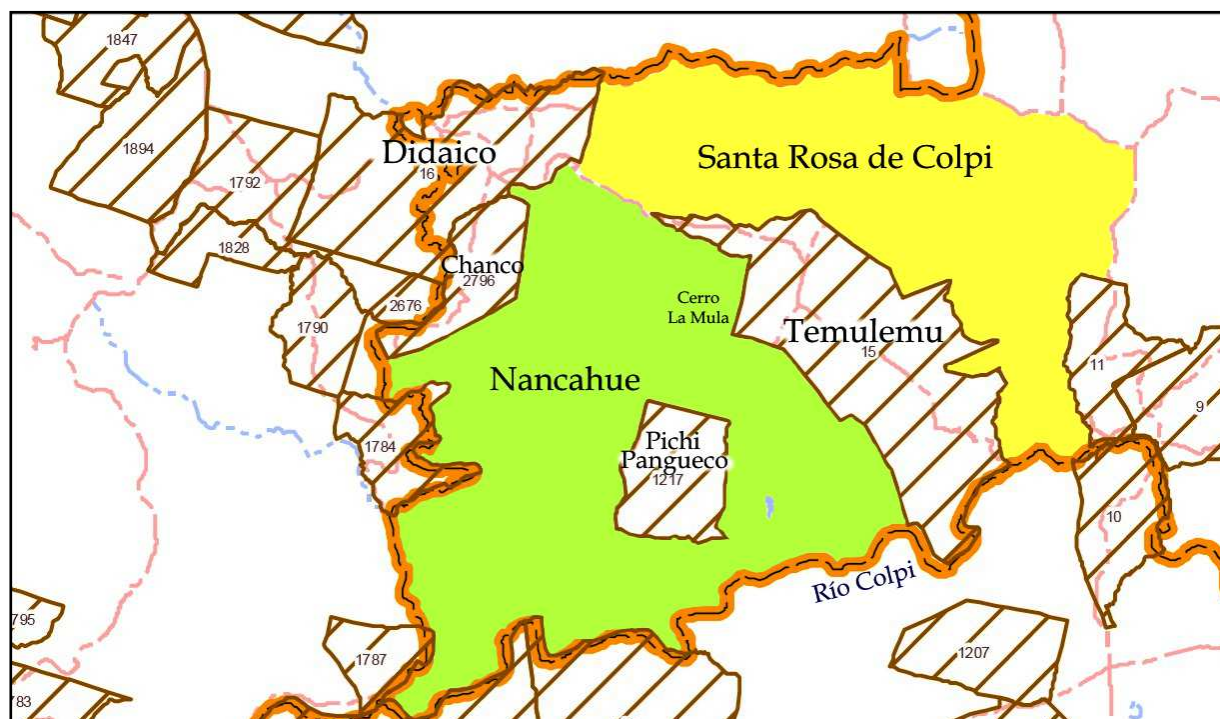 1847
1894
Didaico
16
Santa Rosa de Colpi
1792
1828
Chanco
2796
2676
1790
Cerro
La Mula
Temulemu
15
11
9
Nancahue
1784
Pichi
Pangueco
1217
10
Río Colpi
795
1787
1207
783